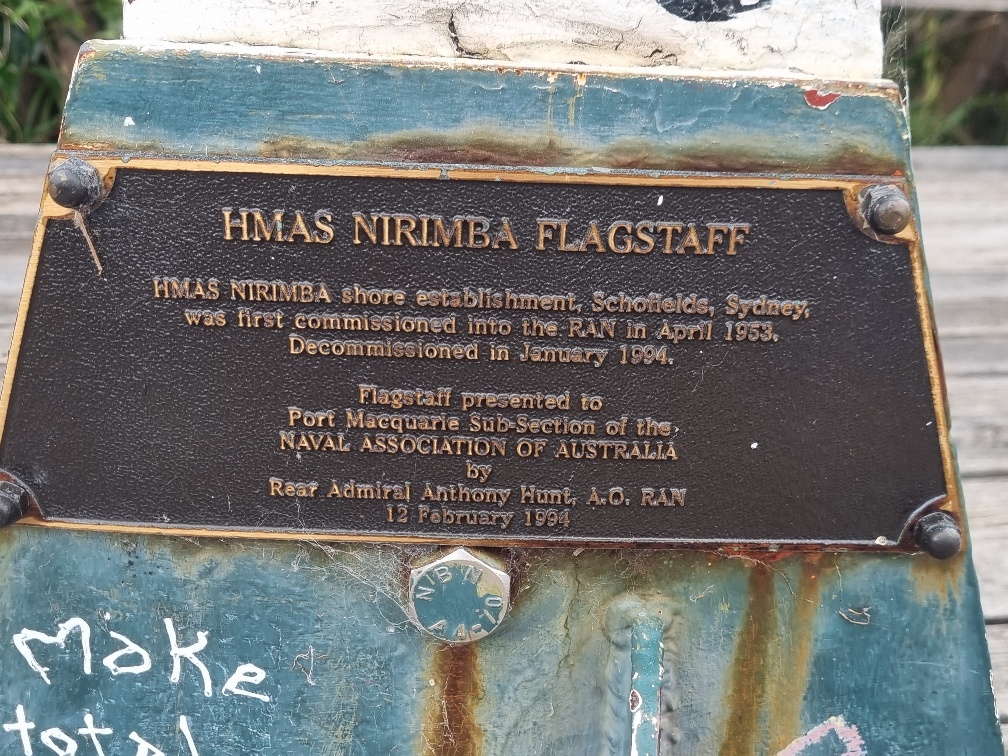 HMAS NIRIMBA FLAGSTAFF
HMAS NIRIMBA shore establishment, Schofields, Sydney,
was first commissioned into the RAN in April 1953.
Decommissioned in January 1994.
Flagstaff presented to
Port Macquarie Sub-Section of the
NAVAL ASSOCIATION OF AUSTRALIA
by
Rear Admiral Anthony Hunt, A.O. RAN
12 February 1994
Make
total